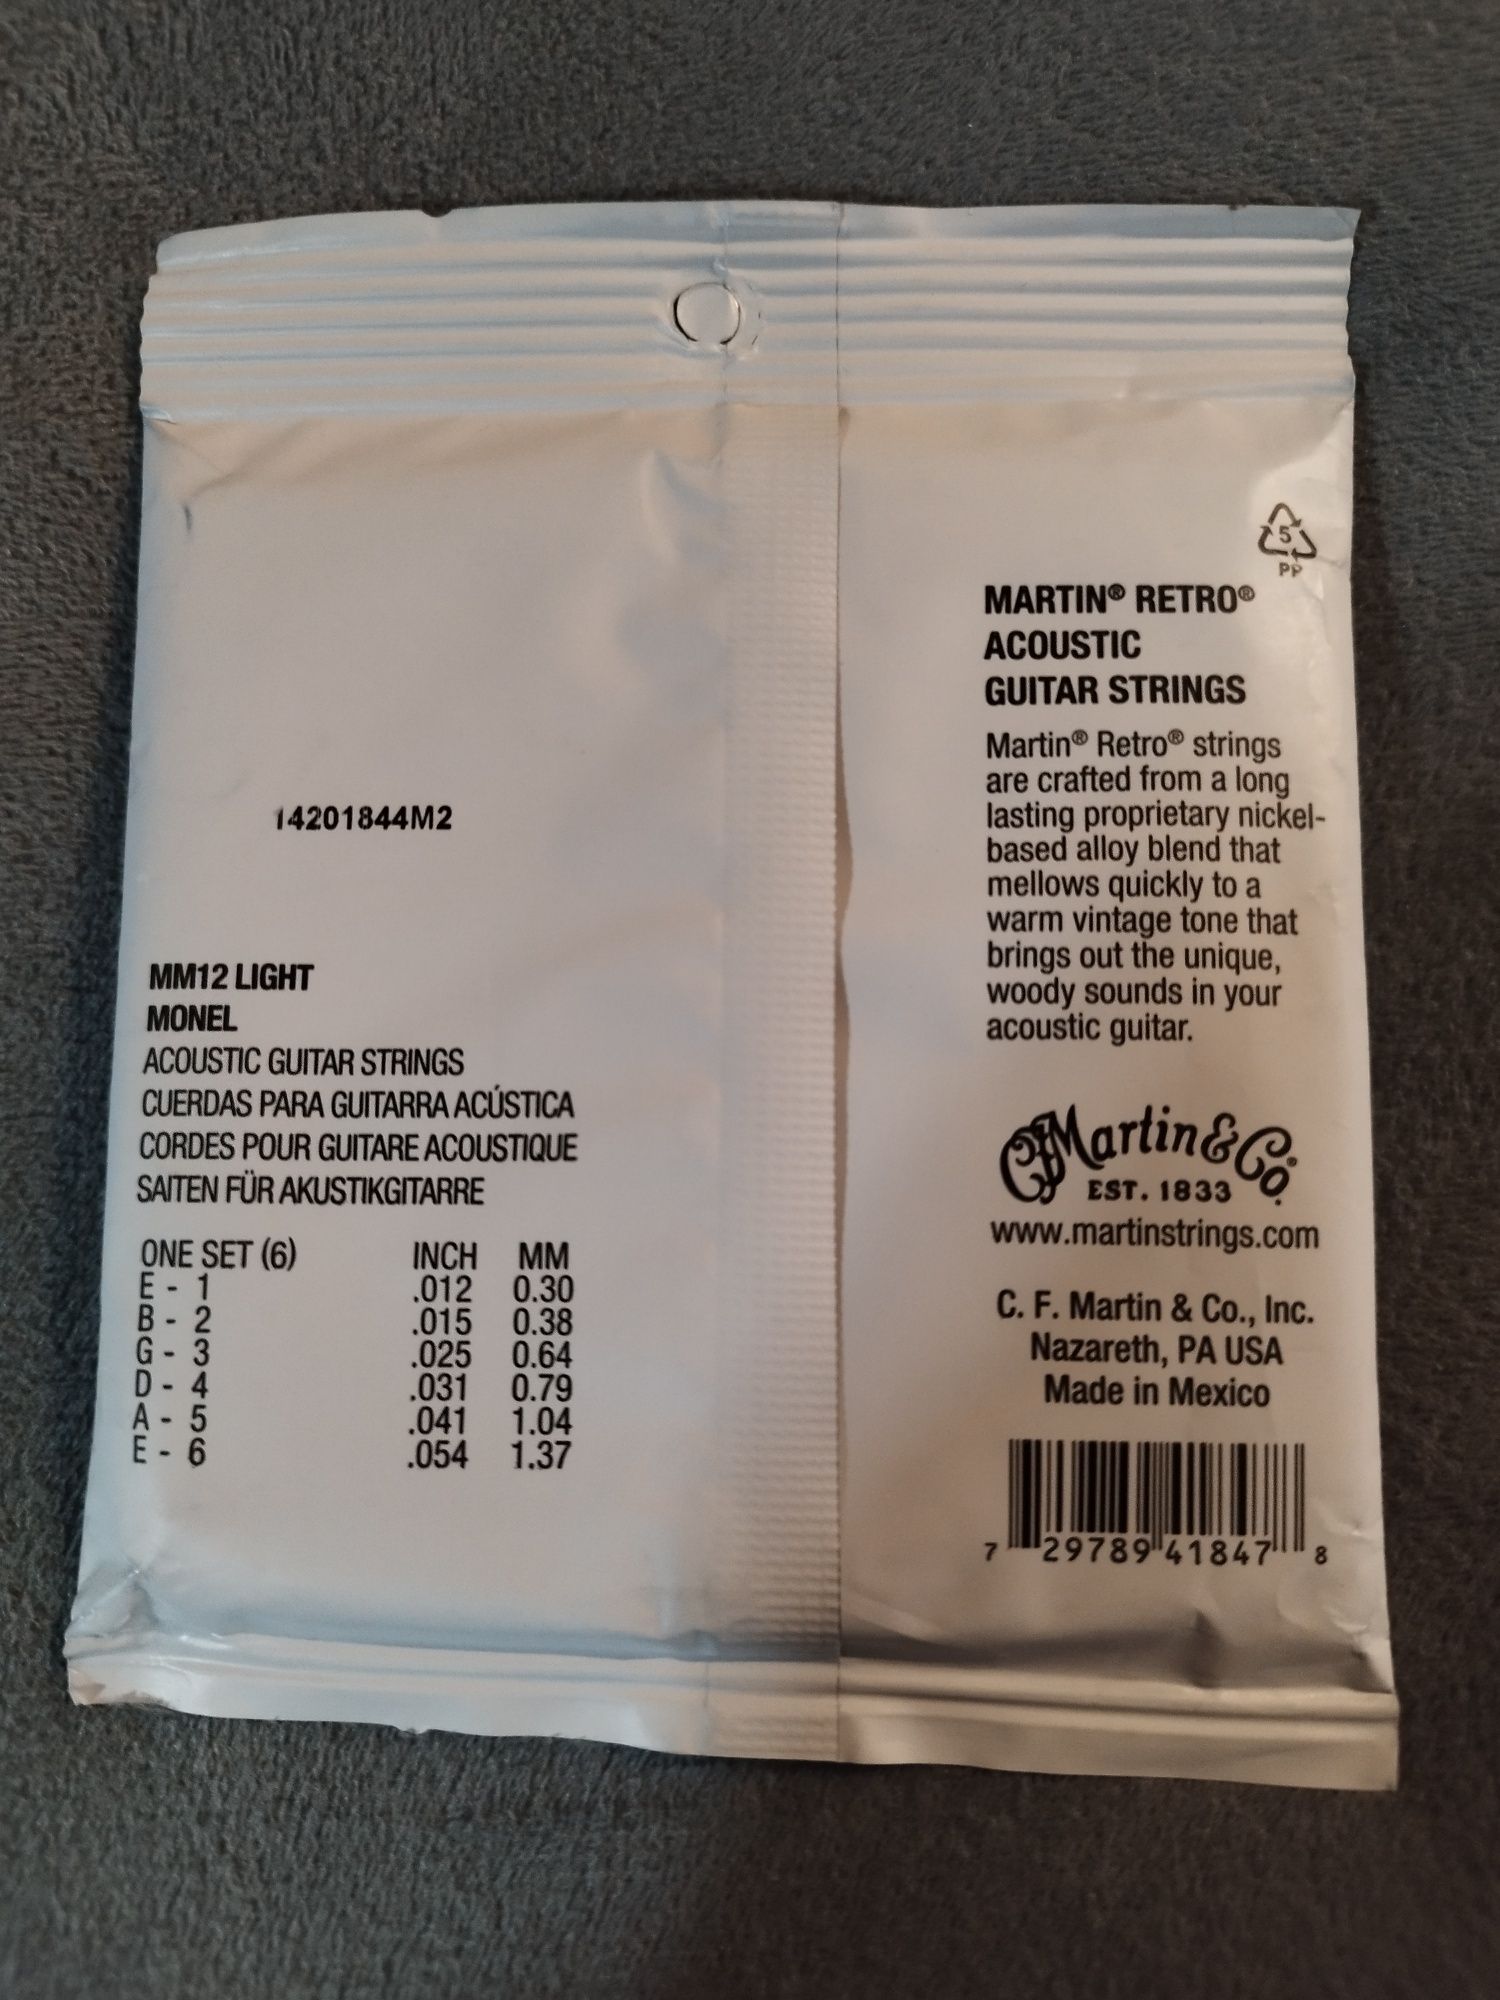 14201844M2
MM12 LIGHT
MONEL
ACOUSTIC GUITAR STRINGS
CUERDAS PARA GUITARRA ACÚSTICA
CORDES POUR GUITARE ACOUSTIQUE
SAITEN FÜR AKUSTIKGITARRE
ONE SET (6) INCH MM
E - 1 .012 0.30
B - 2 .015 0.38
G - 3 .025 0.64
D - 4 .031 0.79
A - 5 .041 1.04
E - 6 .054 1.37
5
PP
MARTIN® RETRO®
ACOUSTIC
GUITAR STRINGS
Martin® Retro® strings
are crafted from a long
lasting proprietary nickel-
based alloy blend that
mellows quickly to a
warm vintage tone that
brings out the unique,
woody sounds in your
acoustic guitar.
CF Martin & Co.®
EST. 1833
www.martinstrings.com
C. F. Martin & Co., Inc.
Nazareth, PA USA
Made in Mexico
7 29789 41847 8